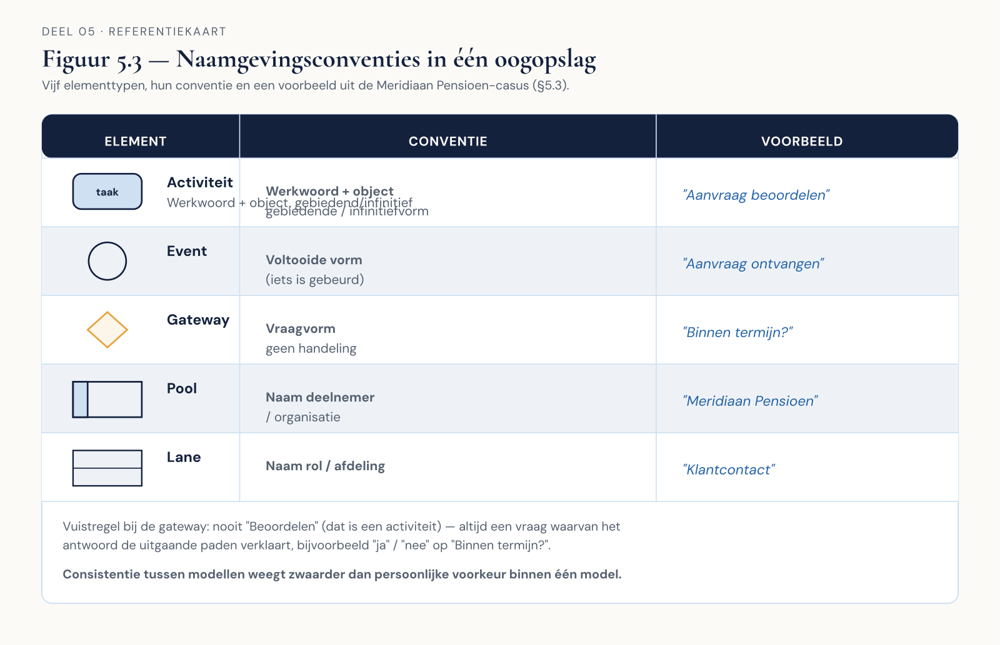 DEEL 05 · REFERENTIEKAART
Figuur 5.3 — Naamgevingsconventies in één oogopslag
Vijf elementtypen, hun conventie en een voorbeeld uit de Meridiaan Pensioen-casus (§5.3).
ELEMENT
CONVENTIE
VOORBEELD
taak
Activiteit
Werkwoord + object, gebiedend/infinitief
Werkwoord + object
gebiedende / infinitiefvorm
"Aanvraag beoordelen"
Event
Voltooide vorm
(iets is gebeurd)
"Aanvraag ontvangen"
Gateway
Vraagvorm
geen handeling
"Binnen termijn?"
Pool
Naam deelnemer
/ organisatie
"Meridiaan Pensioen"
Lane
Naam rol / afdeling
"Klantcontact"
Vuistregel bij de gateway: nooit "Beoordelen" (dat is een activiteit) — altijd een vraag waarvan het
antwoord de uitgaande paden verklaart, bijvoorbeeld "ja" / "nee" op "Binnen termijn?".
Consistentie tussen modellen weegt zwaarder dan persoonlijke voorkeur binnen één model.